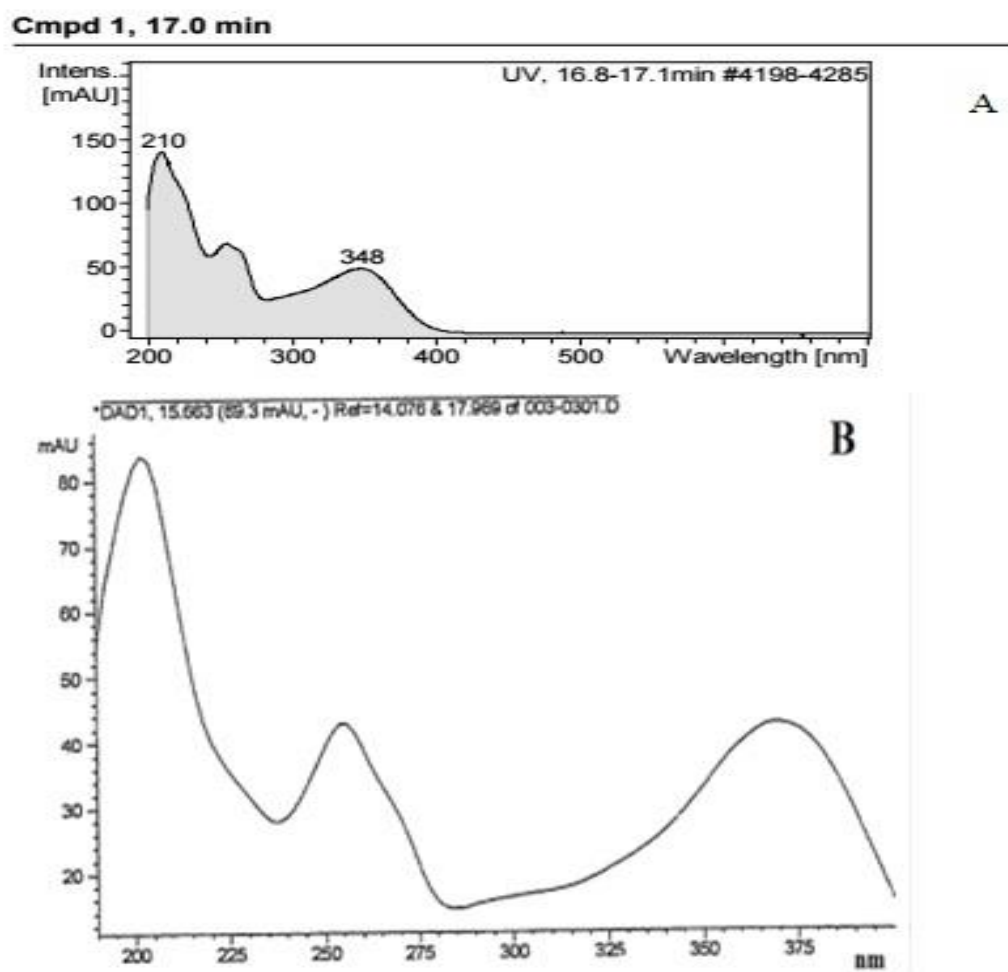 Cmpd 1, 17.0 min
Intens..
[mAU]
UV, 16.8-17.1min #4198-4285
A
150
100
50
0
210
348
200 300 400 500 Wavelength [nm]
*DAD1, 15.663 (69.3 mAU, - ) Ref=14.076 & 17.969 of 003-0301.D
B
mAU
80
70
60
50
40
30
20
200 225 250 275 300 325 350 375 nm